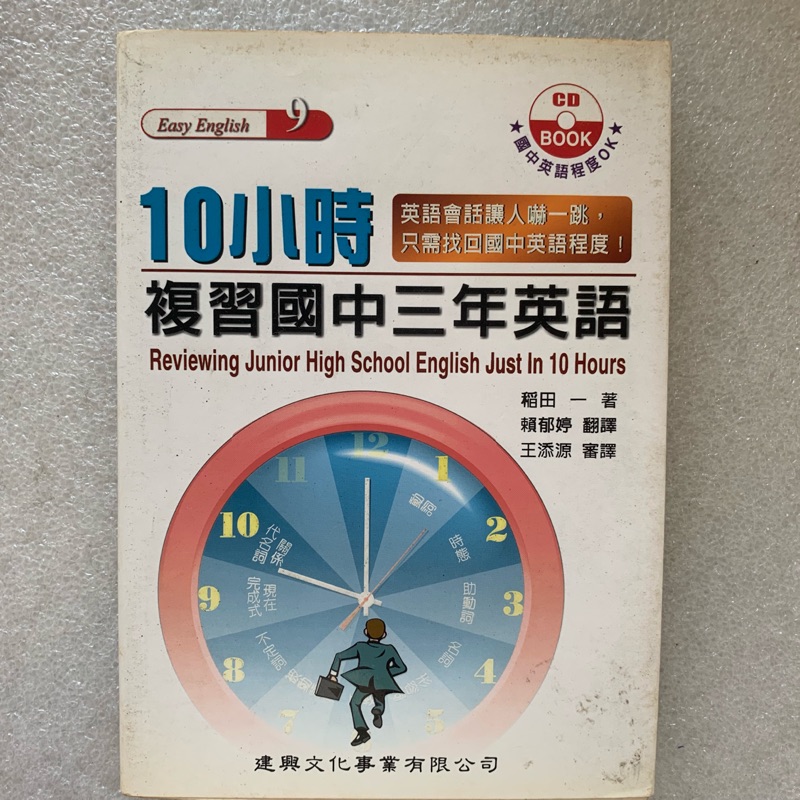 Easy English 9
CD
BOOK
★國中英語程度OK★
10小時
英語會話讓人嚇一跳，
只需找回國中英語程度！
複習國中三年英語
Reviewing Junior High School English Just In 10 Hours
稻田 一 著
賴郁婷 翻譯
王添源 審譯
12
11
1
10
2
代名詞
關係
時態
9
3
完成式
現在
助動詞
不定詞
8
4
7
5
建興文化事業有限公司